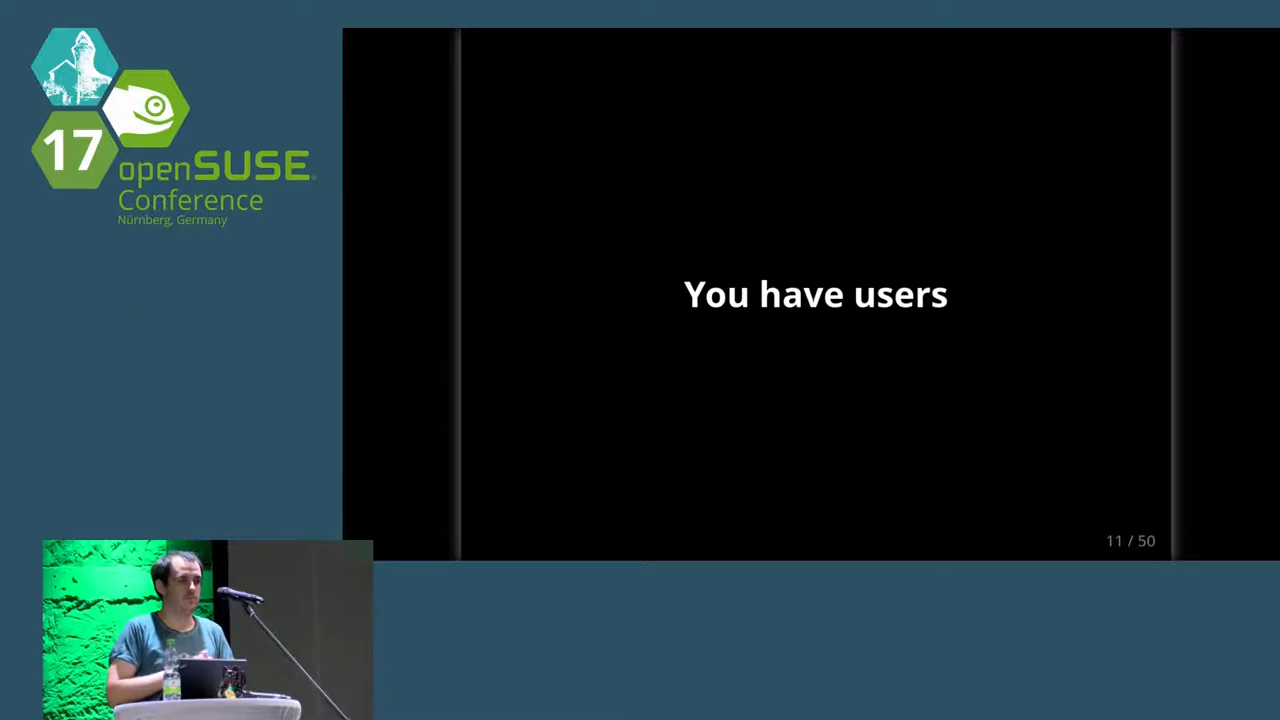 17
openSUSE
Conference
Nürnberg, Germany
You have users
11 / 50